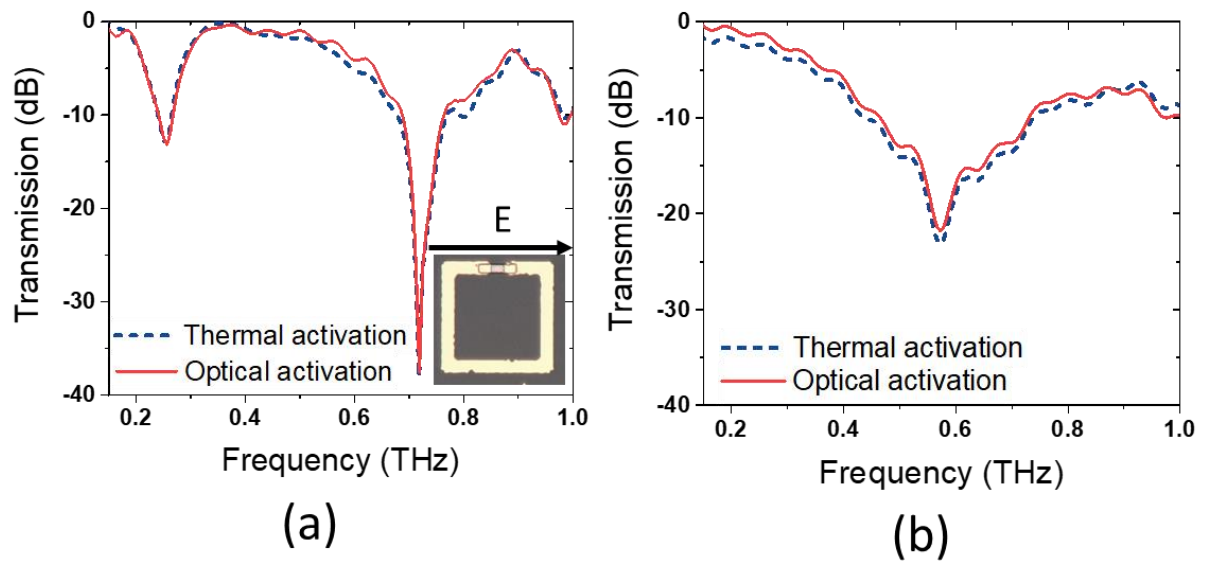 0
-10
-20
-30
-40
Transmission (dB)
0.2
0.4
0.6
0.8
1.0
Frequency (THz)
E
Thermal activation
Optical activation
(a)
0
-10
-20
-30
-40
Transmission (dB)
0.2
0.4
0.6
0.8
1.0
Frequency (THz)
Thermal activation
Optical activation
(b)